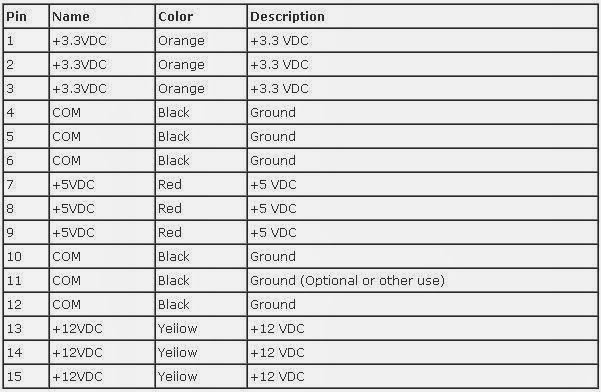 Pin Name Color Description
1 +3.3VDC Orange +3.3 VDC
2 +3.3VDC Orange +3.3 VDC
3 +3.3VDC Orange +3.3 VDC
4 COM Black Ground
5 COM Black Ground
6 COM Black Ground
7 +5VDC Red +5 VDC
8 +5VDC Red +5 VDC
9 +5VDC Red +5 VDC
10 COM Black Ground
11 COM Black Ground (Optional or other use)
12 COM Black Ground
13 +12VDC Yeliow +12 VDC
14 +12VDC Yeliow +12 VDC
15 +12VDC Yeliow +12 VDC